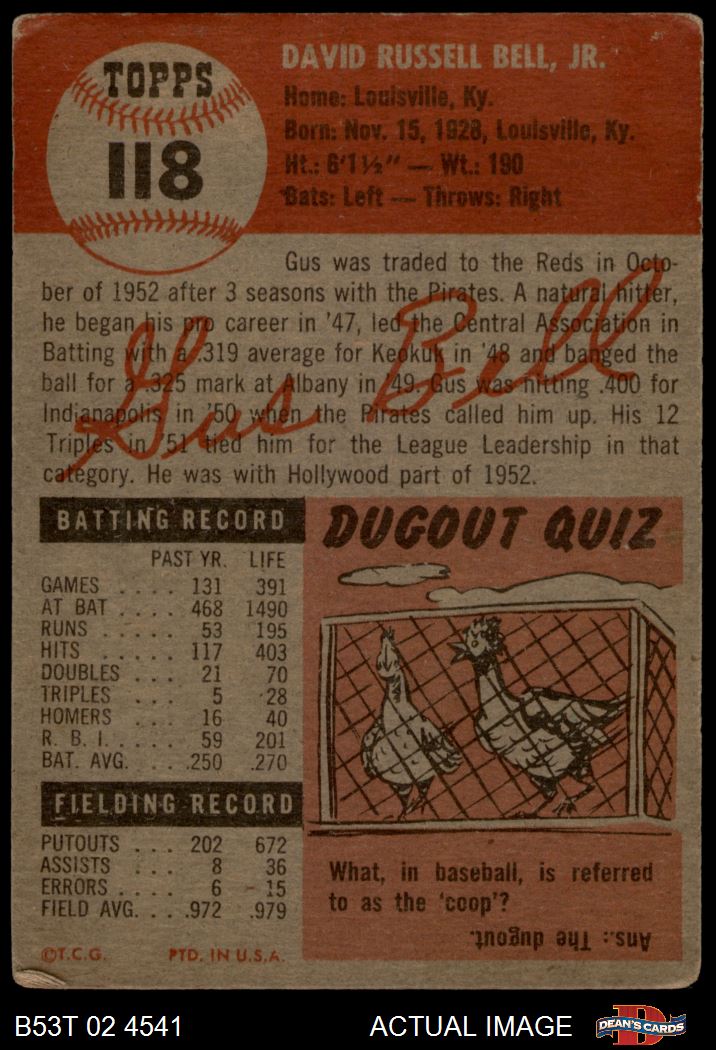 TOPPS
118
DAVID RUSSELL BELL, JR.
Home: Louisville, Ky.
Born: Nov. 15, 1928, Louisville, Ky.
Ht.: 6'1½" — Wt.: 190
Bats: Left — Throws: Right
Gus was traded to the Reds in Octo-
ber of 1952 after 3 seasons with the Pirates. A natural hitter,
he began his pro career in '47, led the Central Association in
Batting with a .319 average for Keokuk in '48 and banged the
ball for a .325 mark at Albany in '49. Gus was hitting .400 for
Indianapolis in '50 when the Pirates called him up. His 12
Triples in '51 tied him for the League Leadership in that
category. He was with Hollywood part of 1952.
Gus Bell
BATTING RECORD
PAST YR. LIFE
GAMES . . . . 131 391
AT BAT . . . . 468 1490
RUNS . . . . . 53 195
HITS . . . . . 117 403
DOUBLES . . . 21 70
TRIPLES . . . 5 28
HOMERS . . . 16 40
R. B. I. . . . . 59 201
BAT. AVG. . . .250 .270
FIELDING RECORD
PUTOUTS . . . 202 672
ASSISTS . . . 8 36
ERRORS . . . . 6 15
FIELD AVG. . . .972 .979
©T.C.G. PTD. IN U.S.A.
DUGOUT QUIZ
What, in baseball, is referred
to as the 'coop'?
Ans.: The dugout.
B53T 02 4541 ACTUAL IMAGE
DEAN'S CARDS